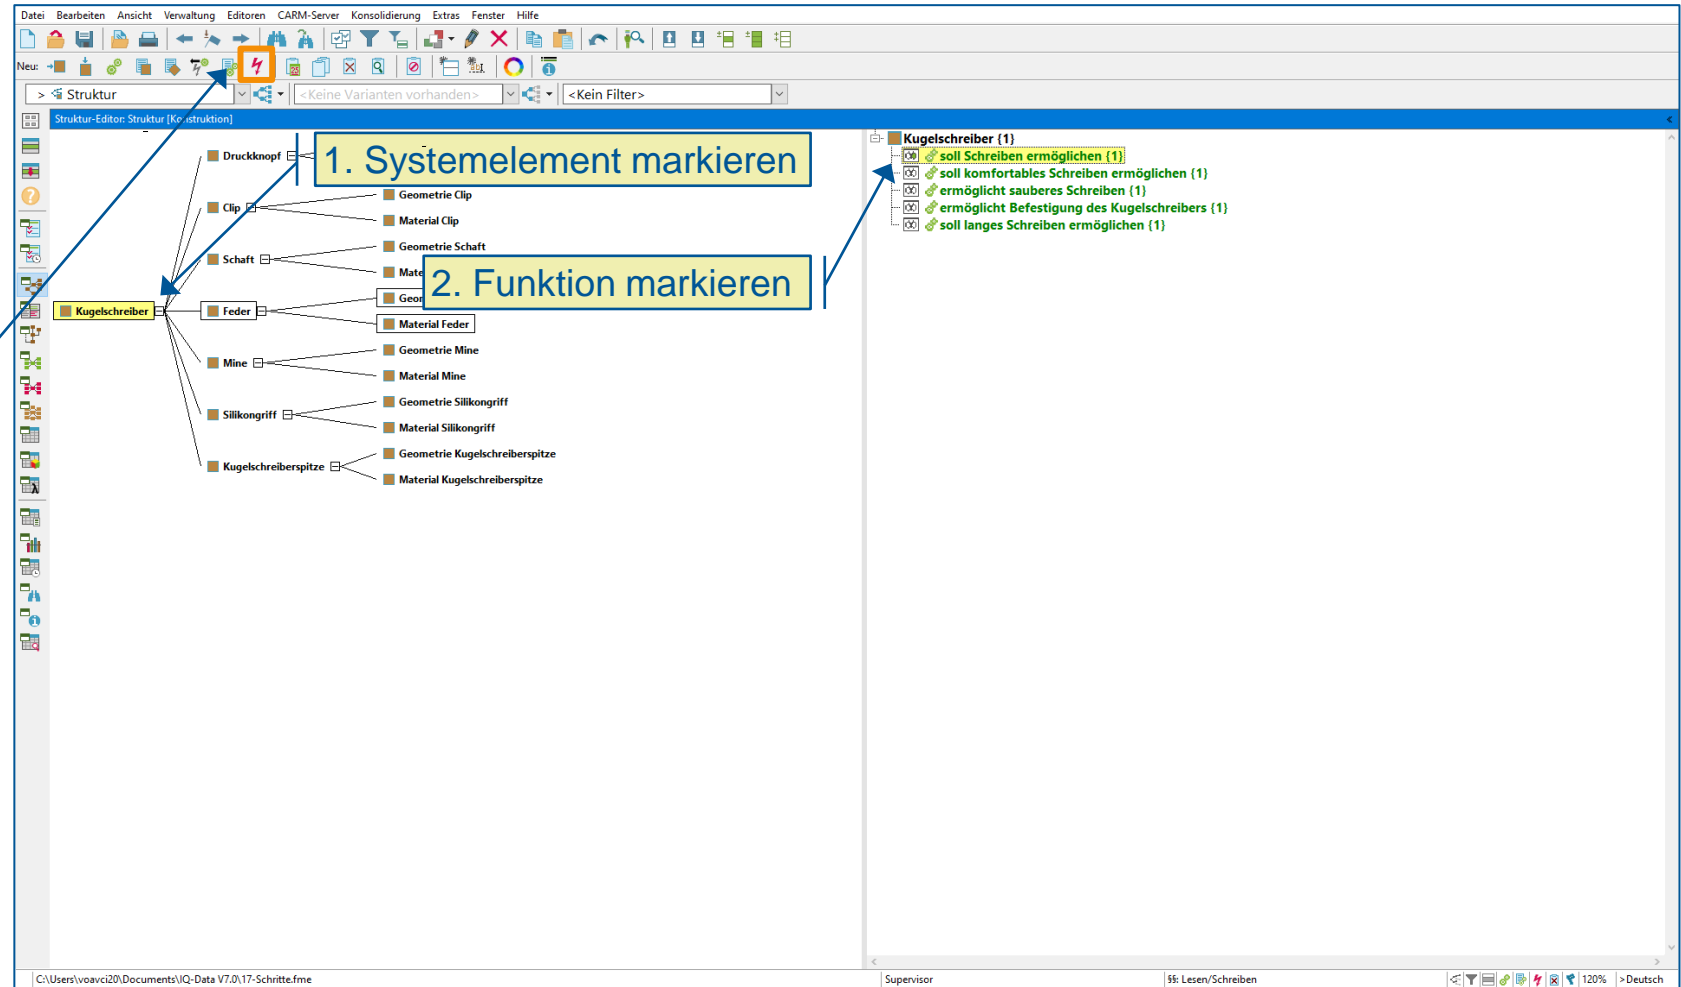 Datei Bearbeiten Ansicht Verwaltung Editoren CARM-Server Konsolidierung Extras Fenster Hilfe
Neu:
> Struktur <Keine Varianten vorhanden> <Kein Filter>
Struktur-Editor: Struktur [Konstruktion]
Kugelschreiber {1}
Druckknopf
1. Systemelement markieren
soll Schreiben ermöglichen {1}
soll komfortables Schreiben ermöglichen {1}
ermöglicht sauberes Schreiben {1}
Geometrie Clip
Clip
ermöglicht Befestigung des Kugelschreibers {1}
Material Clip
soll langes Schreiben ermöglichen {1}
Geometrie Schaft
Schaft
Mate
2. Funktion markieren
Geor
Kugelschreiber
Feder
Material Feder
Geometrie Mine
Mine
Material Mine
Geometrie Silikongriff
Silikongriff
Material Silikongriff
Geometrie Kugelschreiberspitze
Kugelschreiberspitze
Material Kugelschreiberspitze
C:\Users\voavci20\Documents\IQ-Data V7.0\17-Schritte.fme Supervisor §§: Lesen/Schreiben 120% >Deutsch